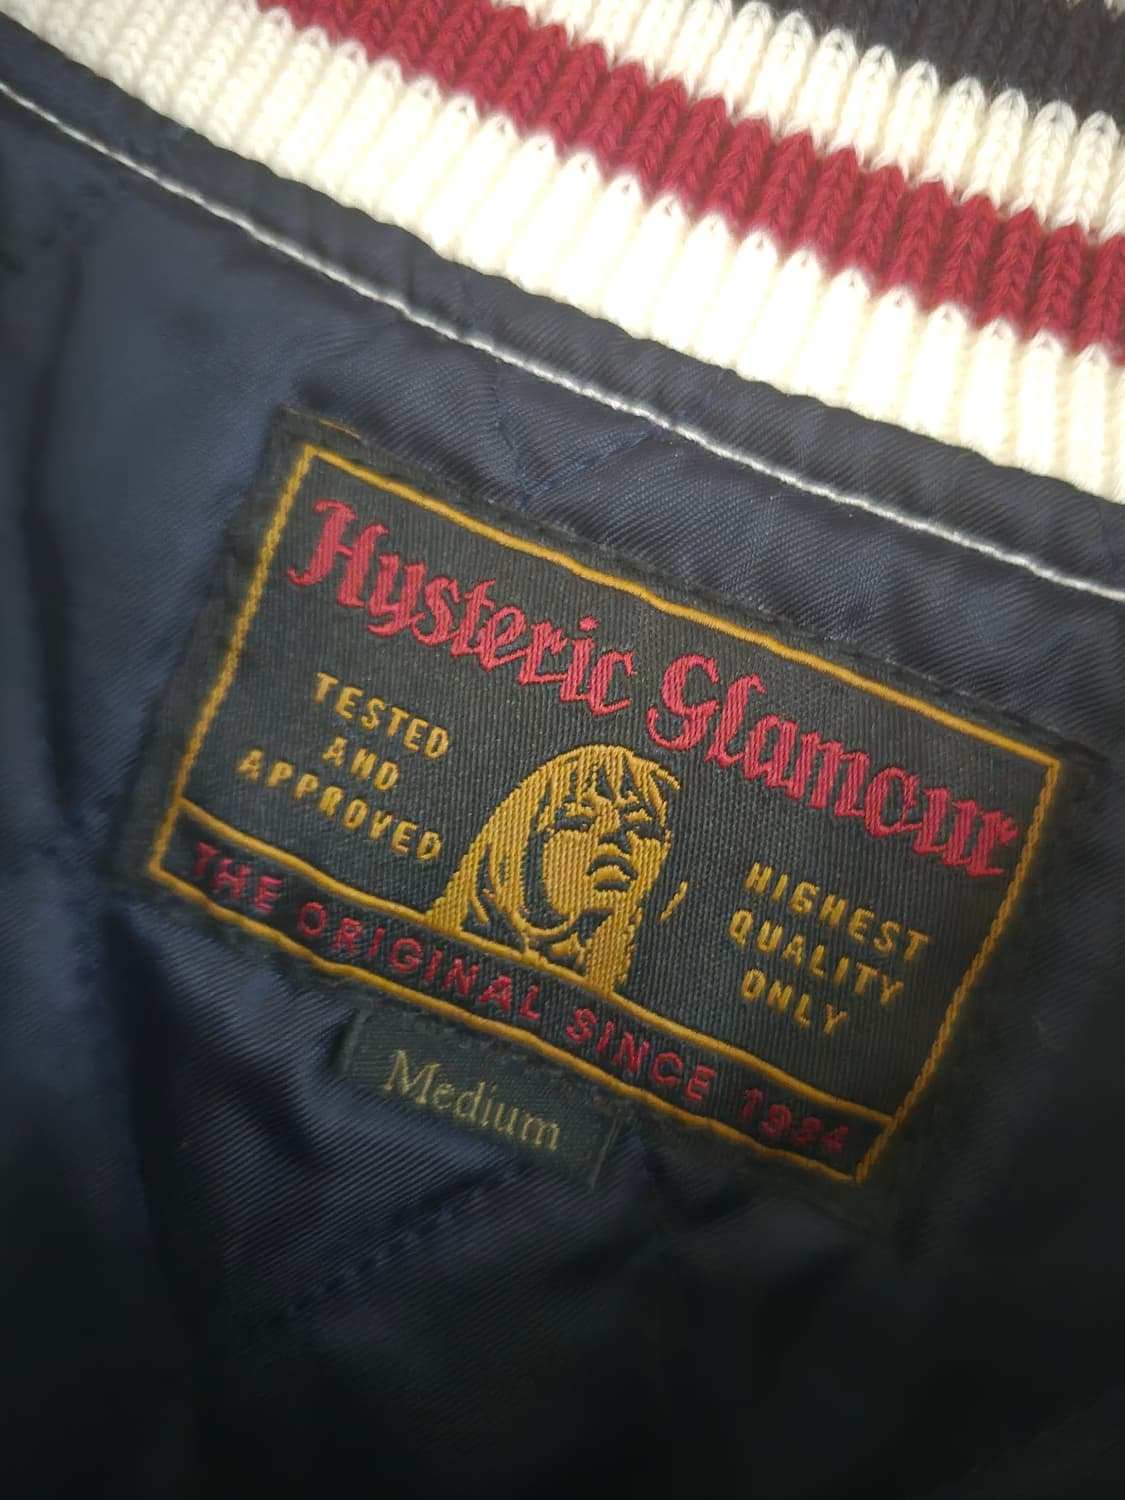 Hysteric Glamour
TESTED
AND
APPROVED
HIGHEST
QUALITY
ONLY
THE ORIGINAL SINCE 1984
Medium